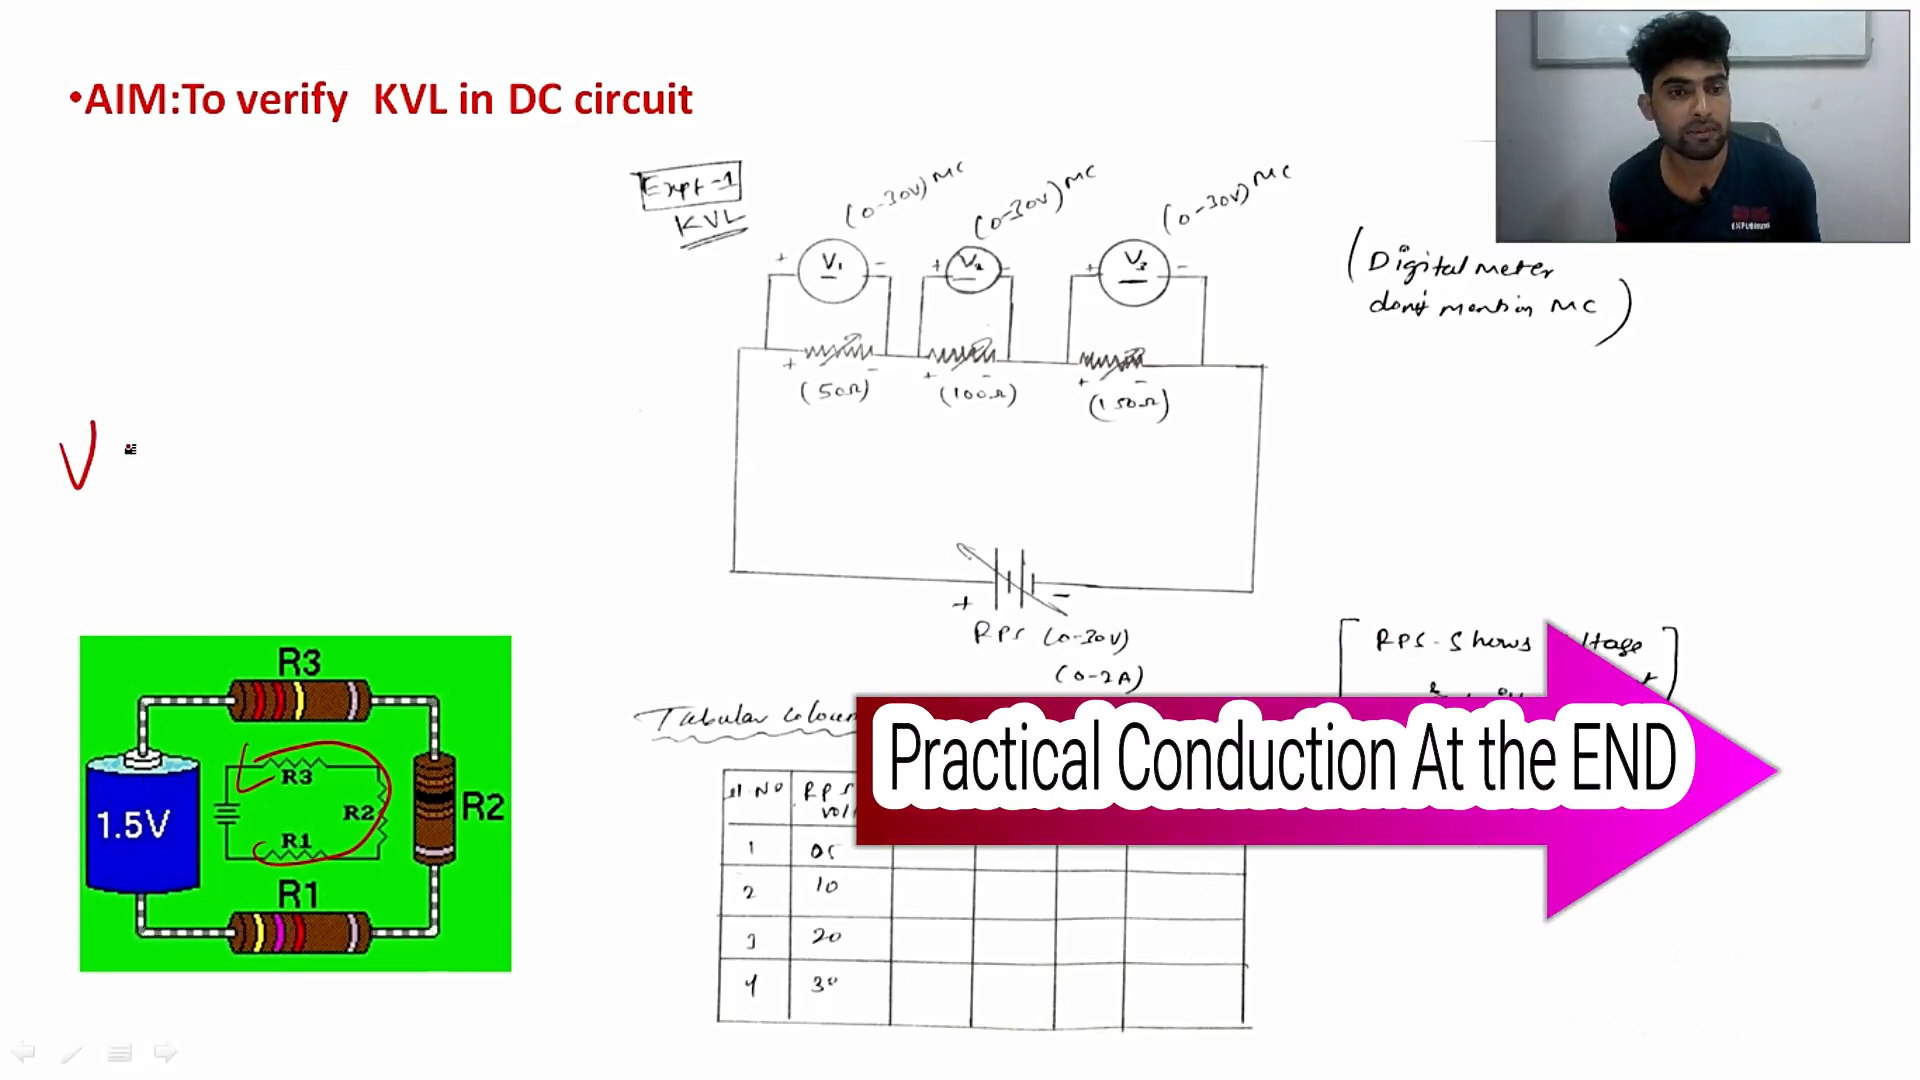 •AIM:To verify KVL in DC circuit
Expt-1
KVL
(0-30V) MC
(0-30V) MC
(0-30V) MC
+ V1 -
+ V2 -
+ V3 -
(Digital meter
don't mention MC)
+ -
+ -
+ -
(50Ω)
(100Ω)
(150Ω)
V
+ -
RPS (0-30V)
(0-2A)
RPS - Shows
&
Tabular
Practical Conduction At the END
Sl.No
RPS
1
05
2
10
3
20
4
30
R3
R3
1.5V
R2
R2
R1
R1